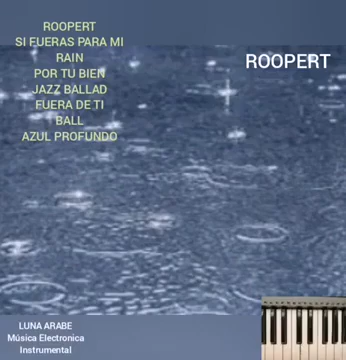 ROOPERT
SI FUERAS PARA MI
RAIN
POR TU BIEN
JAZZ BALLAD
FUERA DE TI
BALL
AZUL PROFUNDO
ROOPERT
LUNA ARABE
Música Electronica
Instrumental